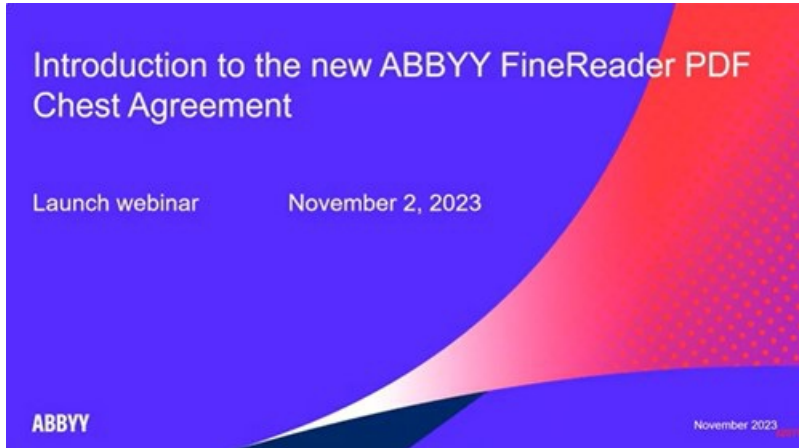 Introduction to the new ABBYY FineReader PDF
Chest Agreement
Launch webinar November 2, 2023
ABBYY
November 2023